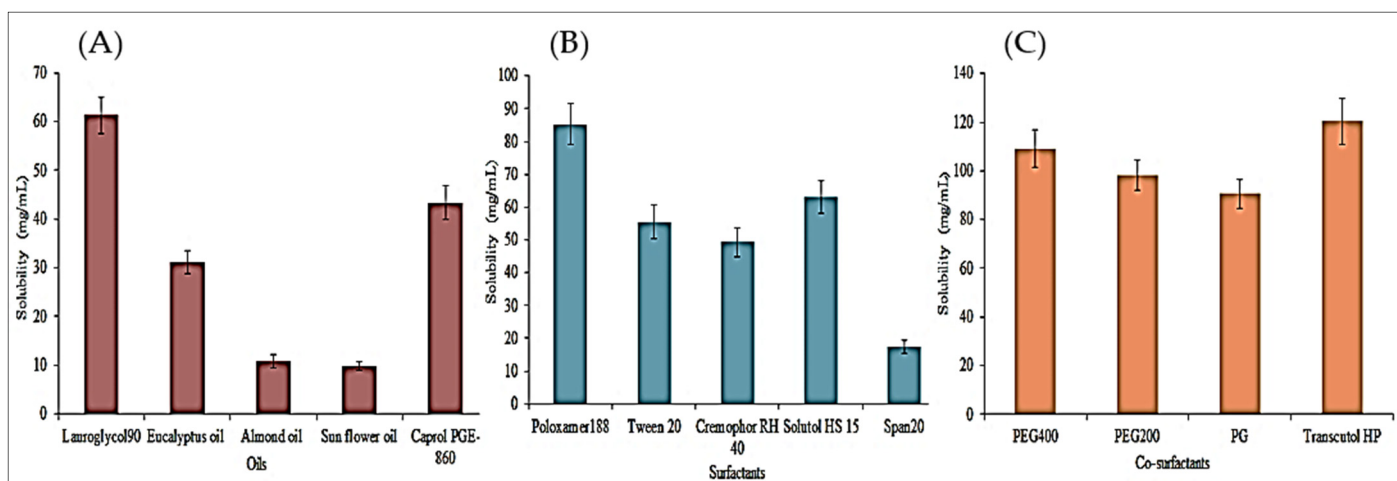 (A)
70
60
50
40
30
20
10
0
Solubility (mg/mL)
Lauroglycol90 Eucalyptus oil Almond oil Sun flower oil Caprol PGE-
860
Oils
(B)
100
90
80
70
60
50
40
30
20
10
0
Solubility (mg/mL)
Poloxamer188 Tween 20 Cremophor RH Solutol HS 15 Span20
40
Surfactants
(C)
140
120
100
80
60
40
20
0
Solubility (mg/mL)
PEG400 PEG200 PG Transcutol HP
Co-surfactants